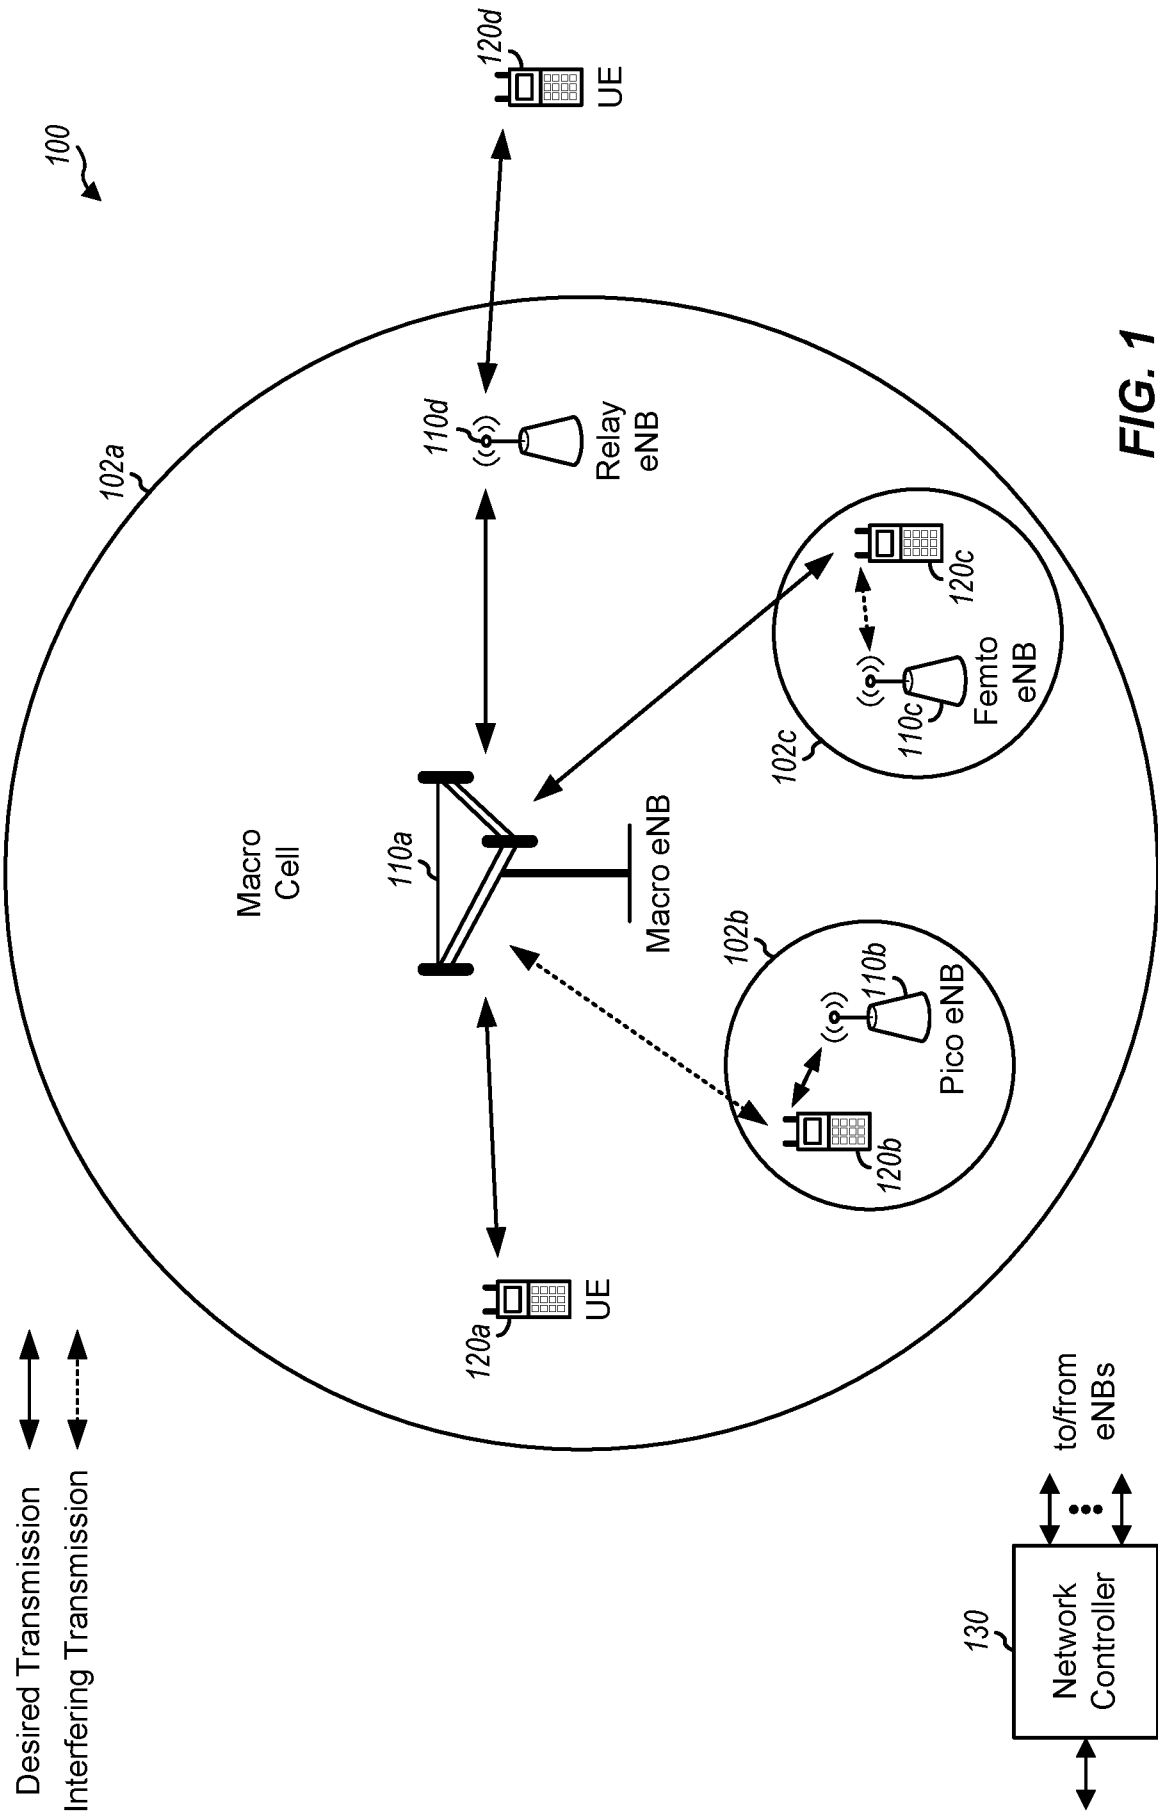 Desired Transmission
Interfering Transmission
100
102a
Macro
Cell
110a
Macro eNB
120a
UE
110d
Relay
eNB
120d
UE
102b
110b
Pico eNB
120b
102c
110c
Femto
eNB
120c
130
Network
Controller
to/from
eNBs
FIG. 1